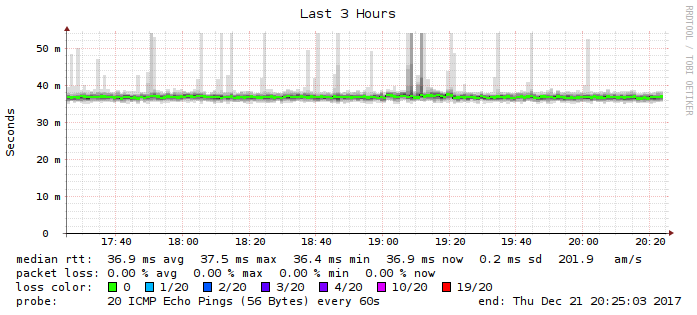 Last 3 Hours
RRDTOOL / TOBI OETIKER
Seconds
50 m
40 m
30 m
20 m
10 m
0
17:40 18:00 18:20 18:40 19:00 19:20 19:40 20:00 20:20
median rtt: 36.9 ms avg 37.5 ms max 36.4 ms min 36.9 ms now 0.2 ms sd 201.9 am/s
packet loss: 0.00 % avg 0.00 % max 0.00 % min 0.00 % now
loss color: 0 1/20 2/20 3/20 4/20 10/20 19/20
probe: 20 ICMP Echo Pings (56 Bytes) every 60s end: Thu Dec 21 20:25:03 2017